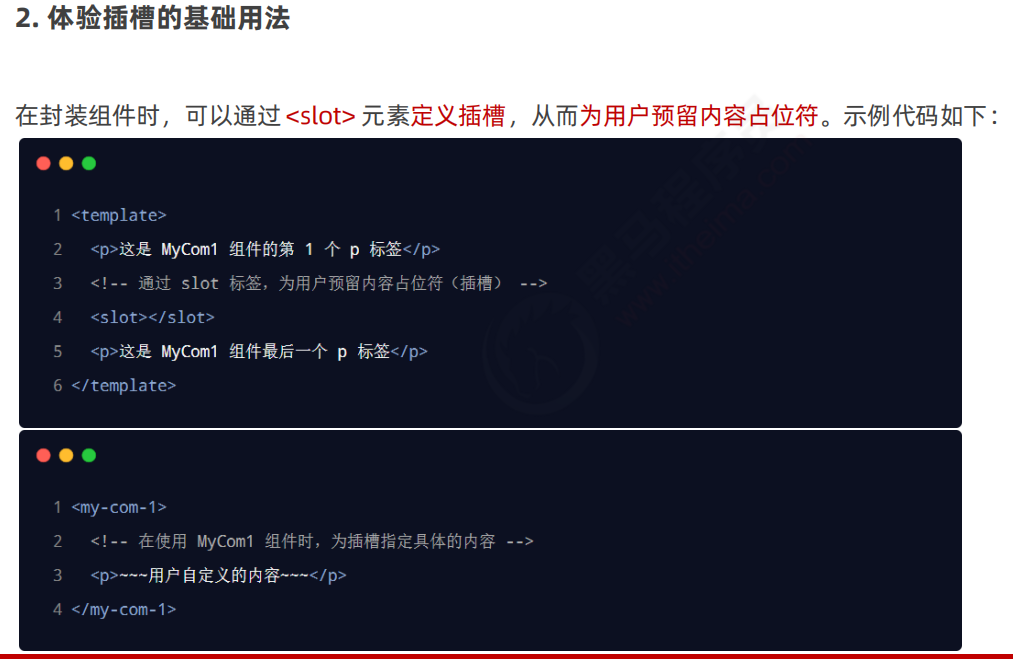 2. 体验插槽的基础用法
在封装组件时，可以通过 <slot> 元素定义插槽，从而为用户预留内容占位符。示例代码如下：
1 <template>
2   <p>这是 MyCom1 组件的第 1 个 p 标签</p>
3   <!-- 通过 slot 标签，为用户预留内容占位符（插槽） -->
4   <slot></slot>
5   <p>这是 MyCom1 组件最后一个 p 标签</p>
6 </template>
1 <my-com-1>
2   <!-- 在使用 MyCom1 组件时，为插槽指定具体的内容 -->
3   <p>~~~用户自定义的内容~~~</p>
4 </my-com-1>